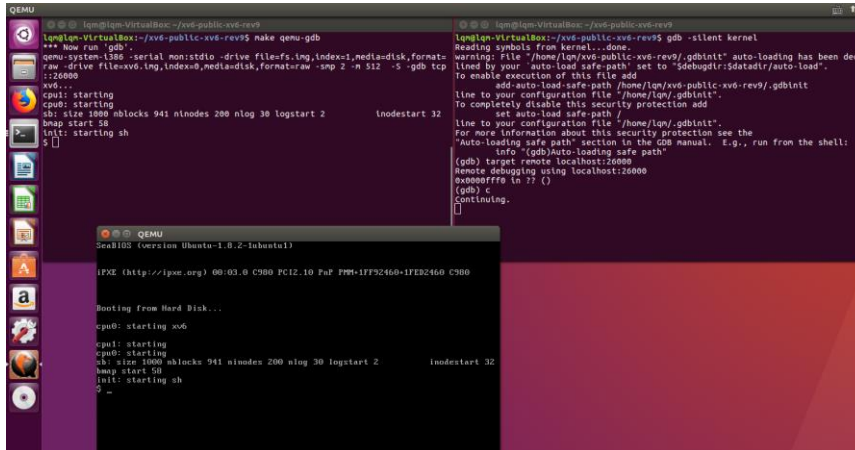 QEMU
lqm@lqm-VirtualBox: ~/xv6-public-xv6-rev9
lqm@lqm-VirtualBox:~/xv6-public-xv6-rev9$ make qemu-gdb
*** Now run 'gdb'.
qemu-system-i386 -serial mon:stdio -drive file=fs.img,index=1,media=disk,format=
raw -drive file=xv6.img,index=0,media=disk,format=raw -smp 2 -m 512  -S -gdb tcp
::26000
xv6...
cpu1: starting
cpu0: starting
sb: size 1000 nblocks 941 ninodes 200 nlog 30 logstart 2 inodestart 32
bmap start 58
init: starting sh
$
lqm@lqm-VirtualBox: ~/xv6-public-xv6-rev9
lqm@lqm-VirtualBox:~/xv6-public-xv6-rev9$ gdb -silent kernel
Reading symbols from kernel...done.
warning: File "/home/lqm/xv6-public-xv6-rev9/.gdbinit" auto-loading has been dec
lined by your `auto-load safe-path' set to "$debugdir:$datadir/auto-load".
To enable execution of this file add
add-auto-load-safe-path /home/lqm/xv6-public-xv6-rev9/.gdbinit
line to your configuration file "/home/lqm/.gdbinit".
To completely disable this security protection add
set auto-load safe-path /
line to your configuration file "/home/lqm/.gdbinit".
For more information about this security protection see the
"Auto-loading safe path" section in the GDB manual.  E.g., run from the shell:
info "(gdb)Auto-loading safe path"
(gdb) target remote localhost:26000
Remote debugging using localhost:26000
0x0000fff0 in ?? ()
(gdb) c
Continuing.
QEMU
SeaBIOS (version Ubuntu-1.8.2-1ubuntu1)
iPXE (http://ipxe.org) 00:03.0 C980 PCI2.10 PnP PMM+1FF92460+1FED2460 C980
Booting from Hard Disk...
cpu0: starting xv6
cpu1: starting
cpu0: starting
sb: size 1000 nblocks 941 ninodes 200 nlog 30 logstart 2 inodestart 32
bmap start 58
init: starting sh
$ _